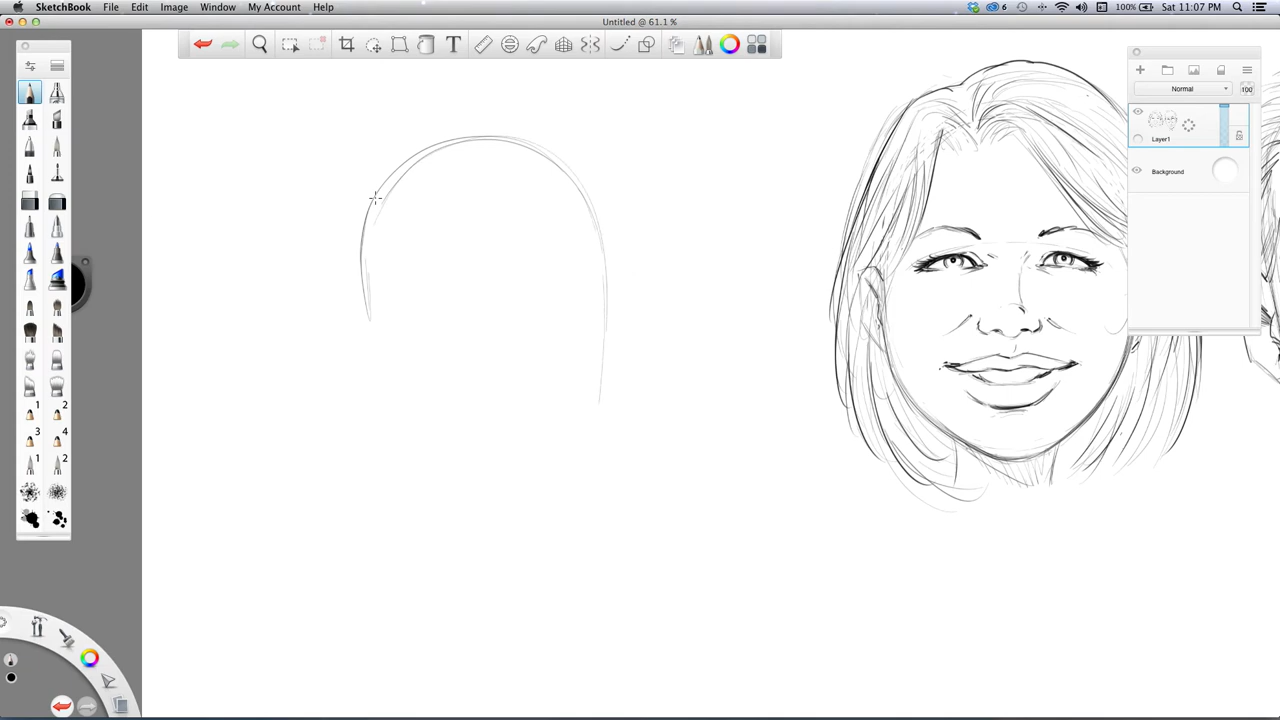 SketchBook File Edit Image Window My Account Help 6 100% Sat 11:07 PM
Untitled @ 61.1 %
T
Normal 100
Layer1
Background
1 2
3 4
1 2